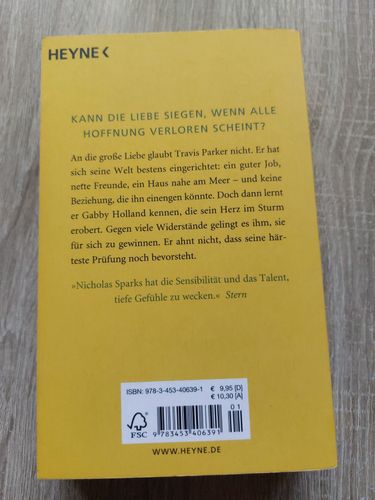 HEYNE<
KANN DIE LIEBE SIEGEN, WENN ALLE
HOFFNUNG VERLOREN SCHEINT?
An die große Liebe glaubt Travis Parker nicht. Er hat
sich seine Welt bestens eingerichtet: ein guter Job,
nette Freunde, ein Haus nahe am Meer – und keine
Beziehung, die ihn einengen könnte. Doch dann lernt
er Gabby Holland kennen, die sein Herz im Sturm
erobert. Gegen viele Widerstände gelingt es ihm, sie
für sich zu gewinnen. Er ahnt nicht, dass seine här-
teste Prüfung noch bevorsteht.
»Nicholas Sparks hat die Sensibilität und das Talent,
tiefe Gefühle zu wecken.« Stern
ISBN: 978-3-453-40639-1 € 9,95 [D]
€ 10,30 [A]
01
FSC
9 783453 406391
WWW.HEYNE.DE